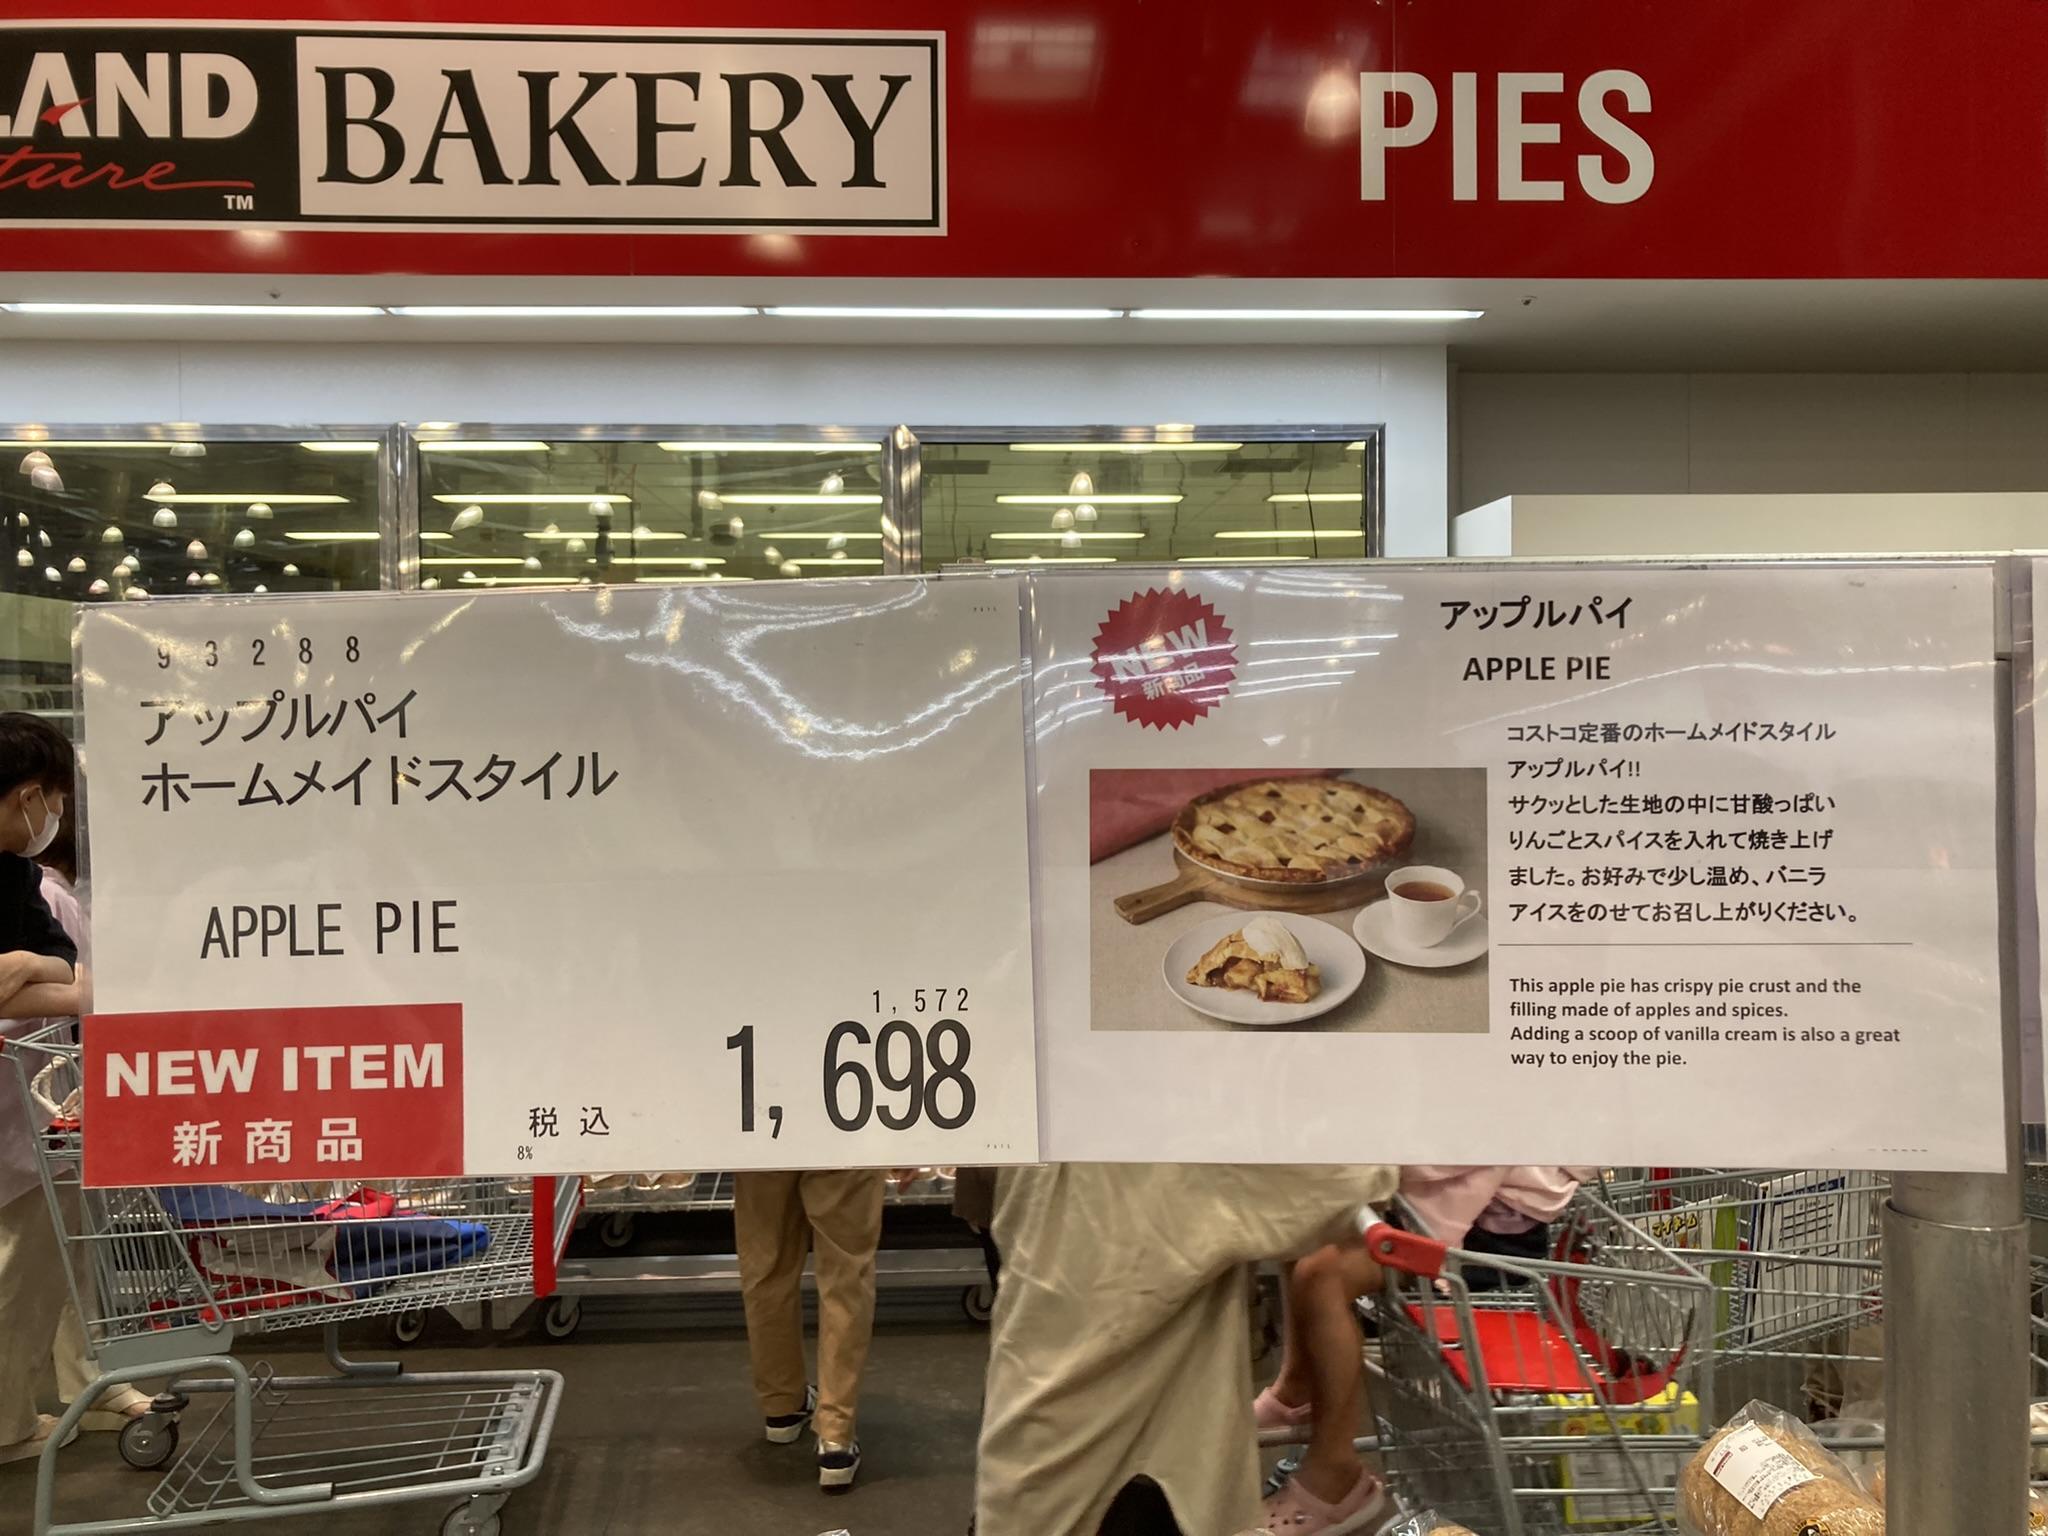 LAND
ture
TM
BAKERY
PIES
93288
アップルパイ
ホームメイドスタイル
APPLE PIE
1,572
1,698
NEW ITEM
新商品
税込
8%
NEW
新商品
アップルパイ
APPLE PIE
コストコ定番のホームメイドスタイル
アップルパイ!!
サクッとした生地の中に甘酸っぱい
りんごとスパイスを入れて焼き上げ
ました。お好みで少し温め、バニラ
アイスをのせてお召し上がりください。
This apple pie has crispy pie crust and the
filling made of apples and spices.
Adding a scoop of vanilla cream is also a great
way to enjoy the pie.